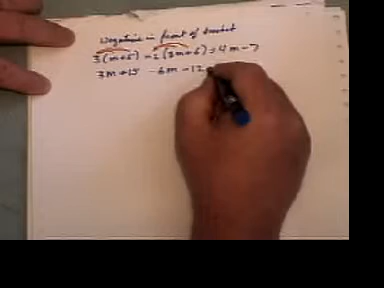 Negative in front of bracket
3(m+5) -2(3m+6) = 4m-7
3m+15 -6m -12